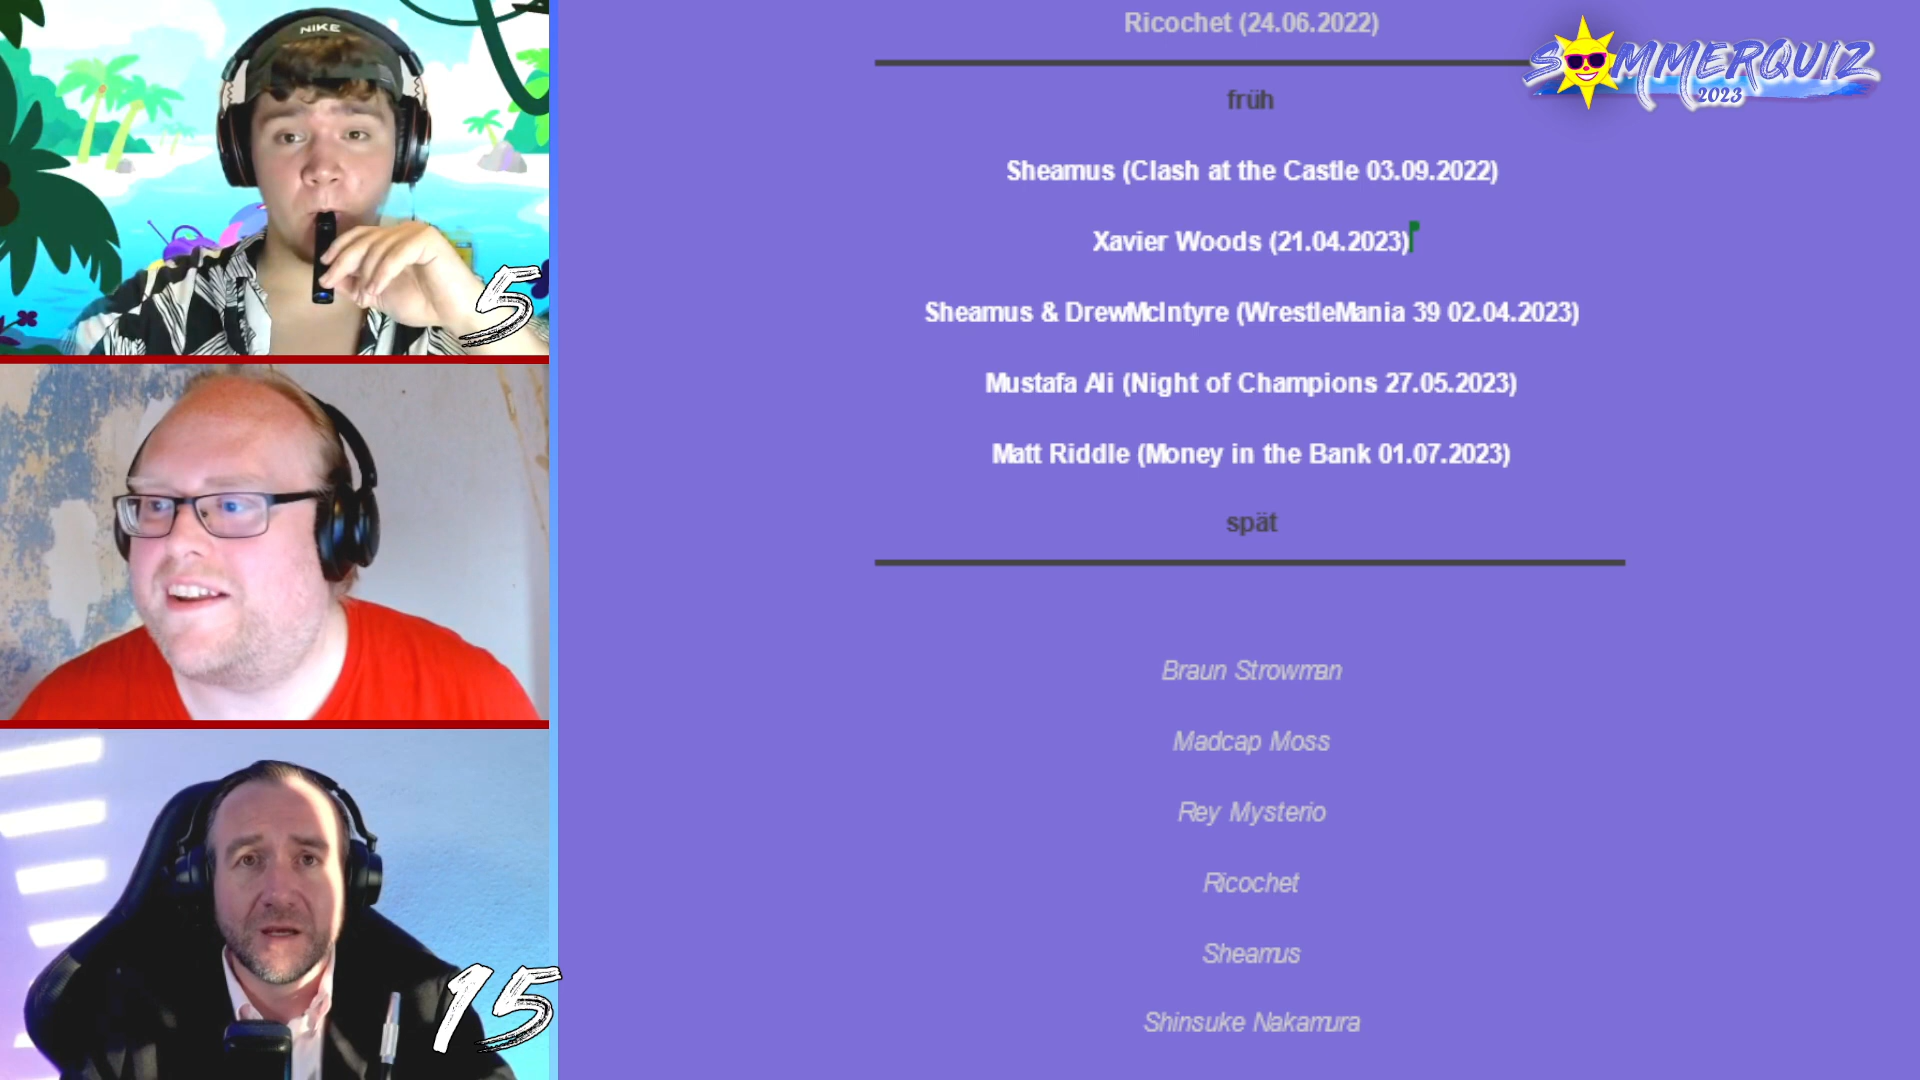 NIKE
5
15
Ricochet (24.06.2022)
SOMMERQUIZ
2023
früh
Sheamus (Clash at the Castle 03.09.2022)
Xavier Woods (21.04.2023)
Sheamus & DrewMcIntyre (WrestleMania 39 02.04.2023)
Mustafa Ali (Night of Champions 27.05.2023)
Matt Riddle (Money in the Bank 01.07.2023)
spät
Braun Strowman
Madcap Moss
Rey Mysterio
Ricochet
Sheamus
Shinsuke Nakamura